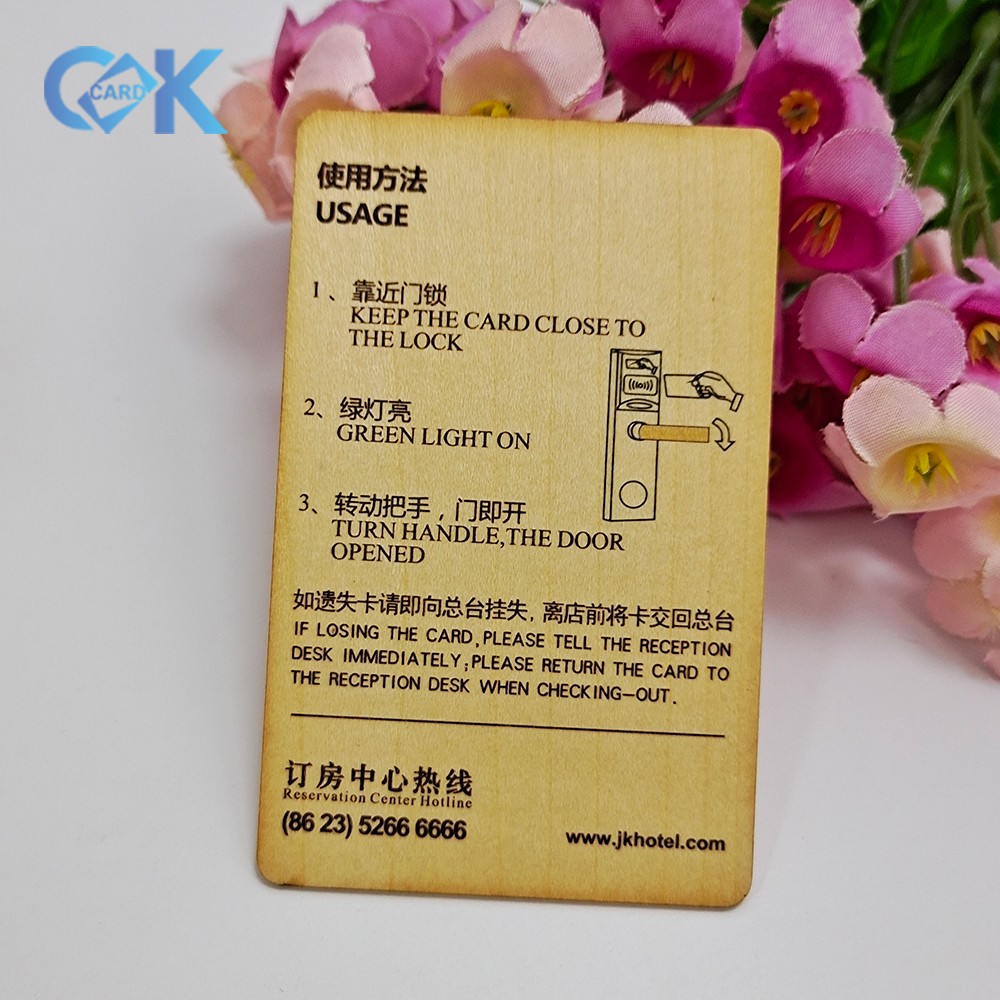 CARD K
使用方法
USAGE
1、靠近门锁
KEEP THE CARD CLOSE TO
THE LOCK
2、绿灯亮
GREEN LIGHT ON
3、转动把手，门即开
TURN HANDLE,THE DOOR
OPENED
如遗失卡请即向总台挂失, 离店前将卡交回总台
IF LOSING THE CARD,PLEASE TELL THE RECEPTION
DESK IMMEDIATELY;PLEASE RETURN THE CARD TO
THE RECEPTION DESK WHEN CHECKING-OUT.
订房中心热线
Reservation Center Hotline
(86 23) 5266 6666
www.jkhotel.com